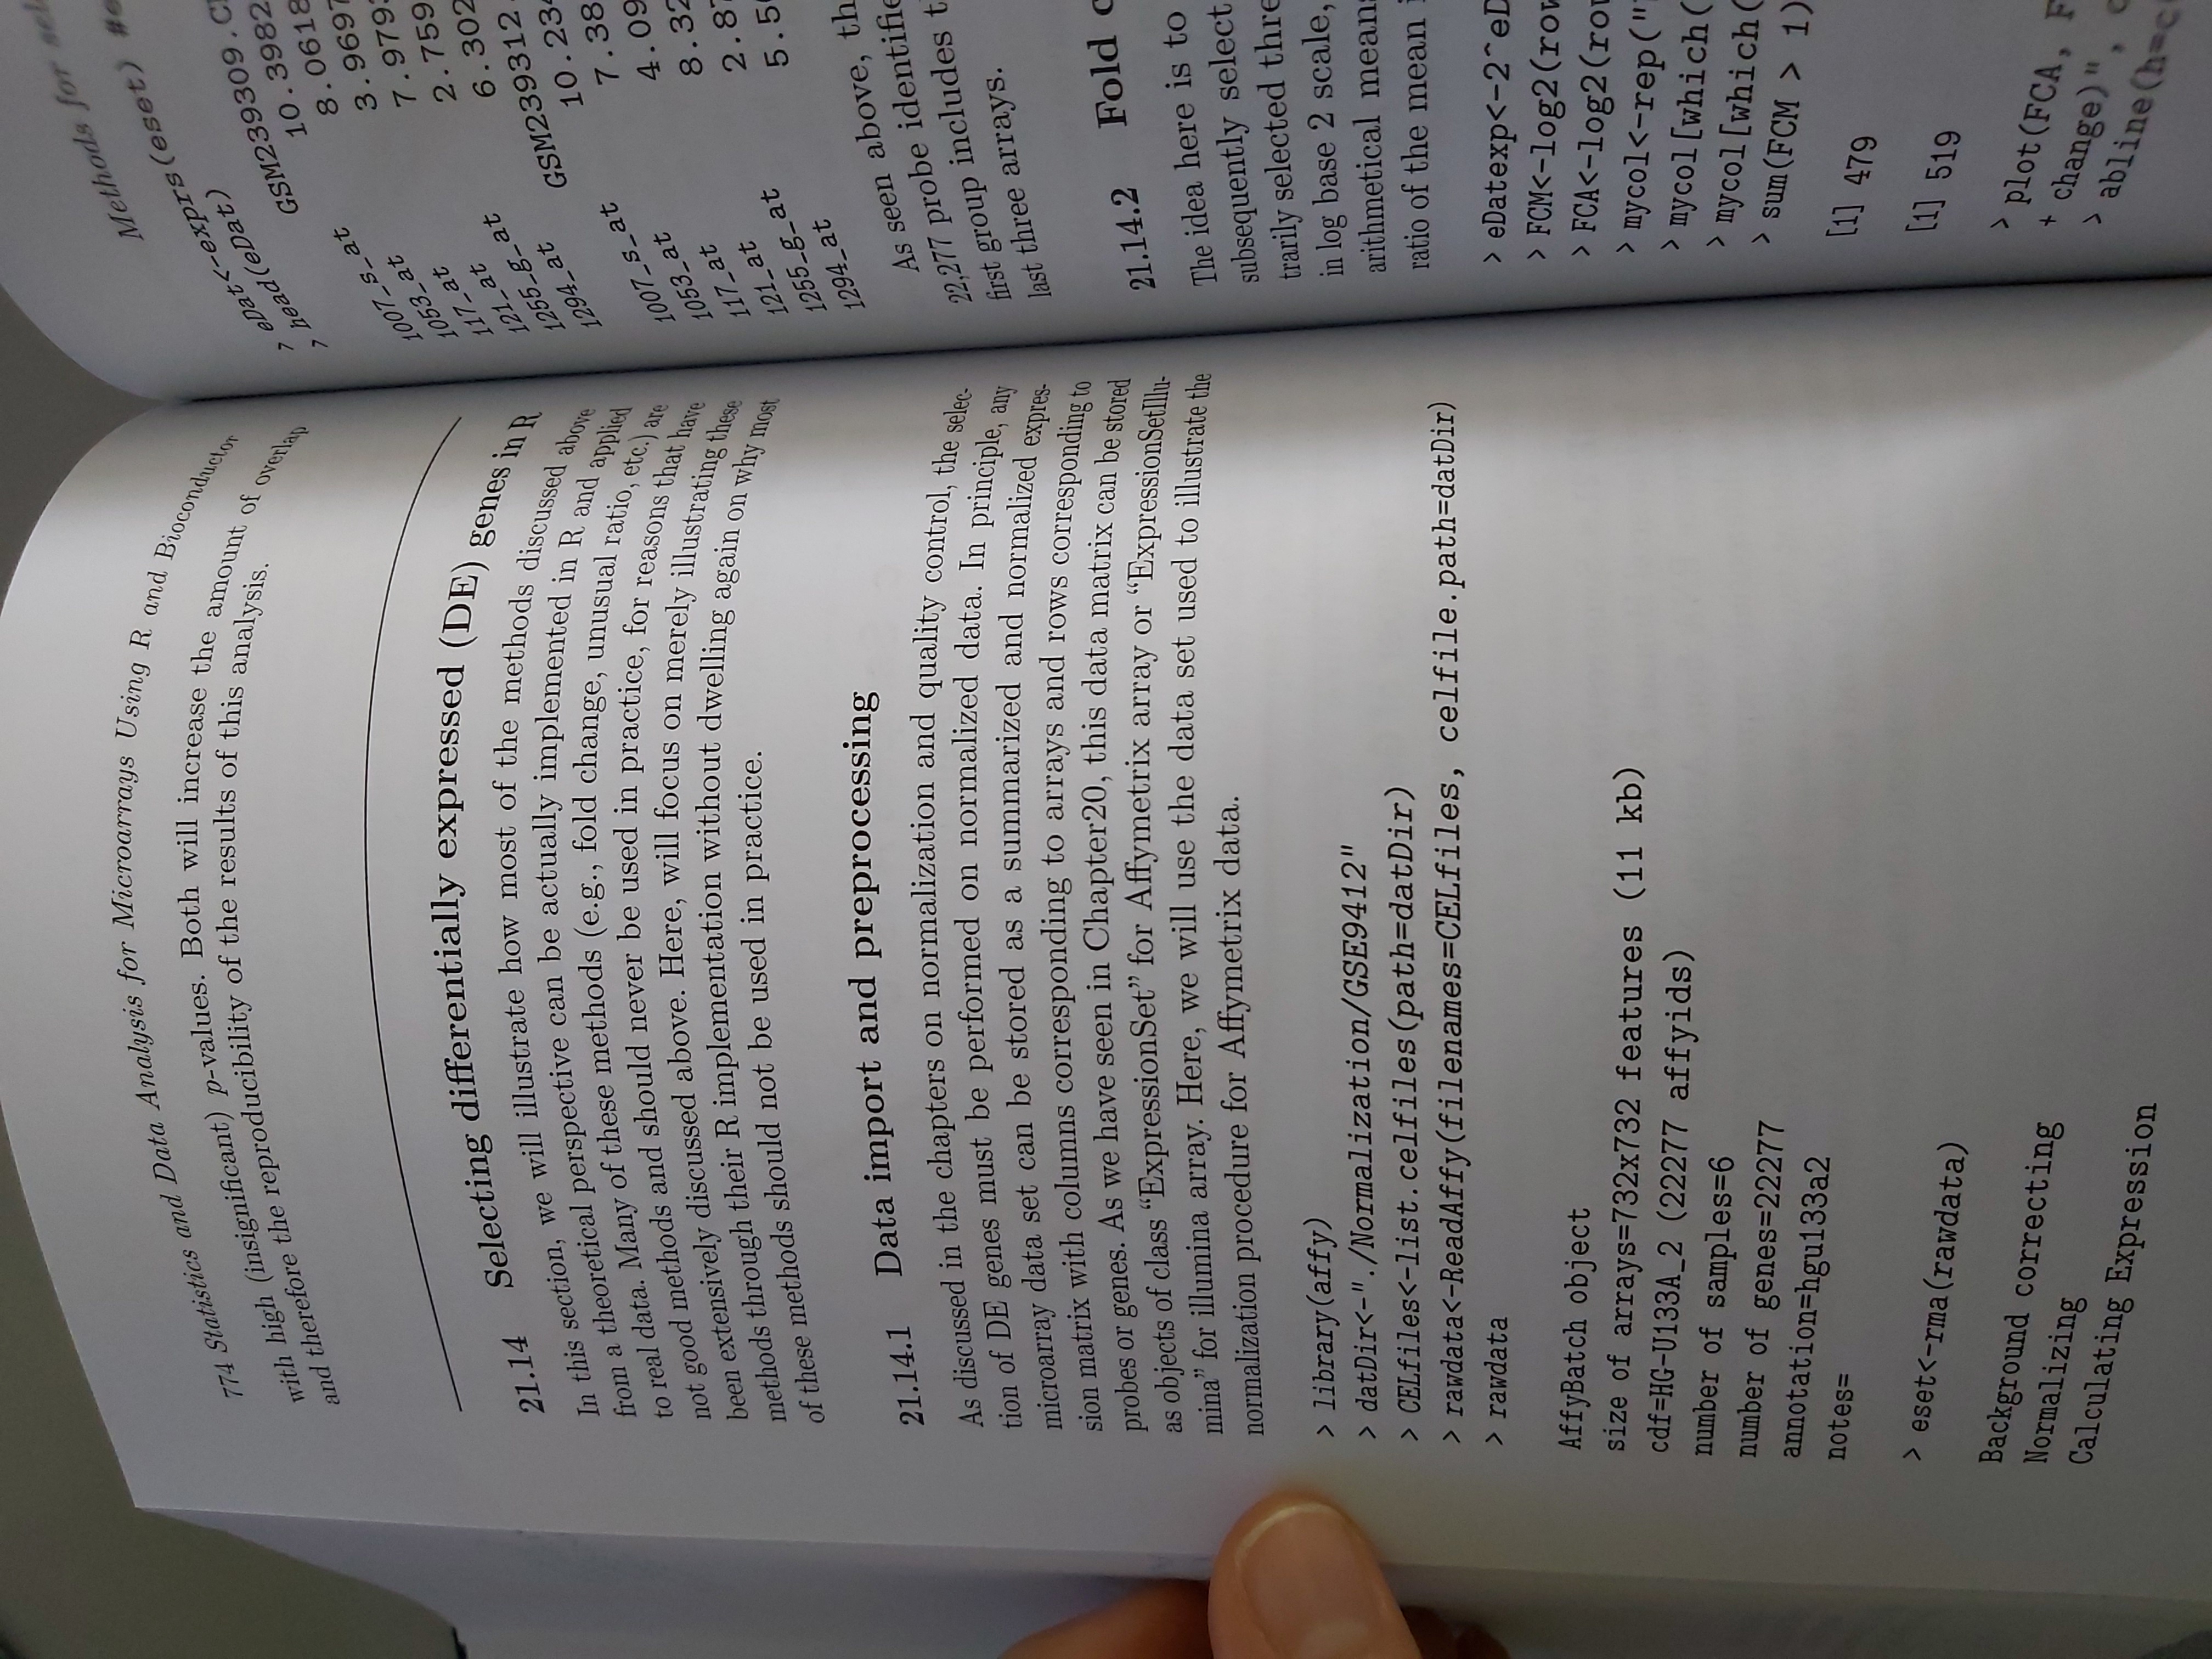 774 Statistics and Data Analysis for Microarrays Using R and Bioconductor
with high (insignificant) p-values. Both will increase the amount of overlap
and therefore the reproducibility of the results of this analysis.
21.14 Selecting differentially expressed (DE) genes in R
In this section, we will illustrate how most of the methods discussed above
from a theoretical perspective can be actually implemented in R and applied
to real data. Many of these methods (e.g., fold change, unusual ratio, etc.) are
not good methods and should never be used in practice, for reasons that have
been extensively discussed above. Here, will focus on merely illustrating these
methods through their R implementation without dwelling again on why most
of these methods should not be used in practice.
21.14.1 Data import and preprocessing
As discussed in the chapters on normalization and quality control, the selec-
tion of DE genes must be performed on normalized data. In principle, any
microarray data set can be stored as a summarized and normalized expres-
sion matrix with columns corresponding to arrays and rows corresponding to
probes or genes. As we have seen in Chapter20, this data matrix can be stored
as objects of class “ExpressionSet” for Affymetrix array or “ExpressionSetIllu-
mina” for illumina array. Here, we will use the data set used to illustrate the
normalization procedure for Affymetrix data.
> library(affy)
> datDir<-"./Normalization/GSE9412"
> CELfiles<-list.celfiles(path=datDir)
> rawdata<-ReadAffy(filenames=CELfiles, celfile.path=datDir)
> rawdata
AffyBatch object
size of arrays=732x732 features (11 kb)
cdf=HG-U133A_2 (22277 affyids)
number of samples=6
number of genes=22277
annotation=hgu133a2
notes=
> eset<-rma(rawdata)
Background correcting
Normalizing
Calculating Expression
Methods for
> eDat<-exprs(eset)
> head(eDat)
GSM239309.
1007_s_at 10.3982
1053_at 8.0618
117_at 3.9697
121_at 7.979
1255_g_at 2.759
1294_at 6.302
GSM239312.
1007_s_at 10.23
1053_at 7.38
117_at 4.09
121_at 8.32
1255_g_at 2.8
1294_at 5.5
As seen above,
22,277 probe
first group includes
last three arrays.
21.14.2 Fold
The idea here is to
subsequently select
trarily selected
in log base 2 scale,
arithmetical
ratio of the mean
> eDatexp<-2^
> FCM<-log2(
> FCA<-log2(
> mycol<-rep("
> mycol[which(
> mycol[which(
> sum(FCM > 1)
[1] 479
[1] 519
> plot(FCA,
+ change)",
> abline(h=